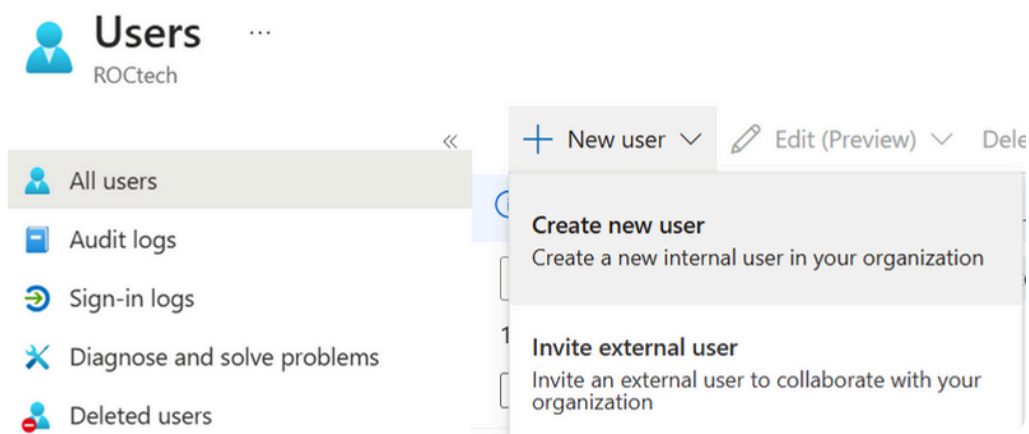 Users ...
ROCtech
«
All users
Audit logs
Sign-in logs
Diagnose and solve problems
Deleted users
+ New user
Edit (Preview)
Create new user
Create a new internal user in your organization
Invite external user
Invite an external user to collaborate with your
organization